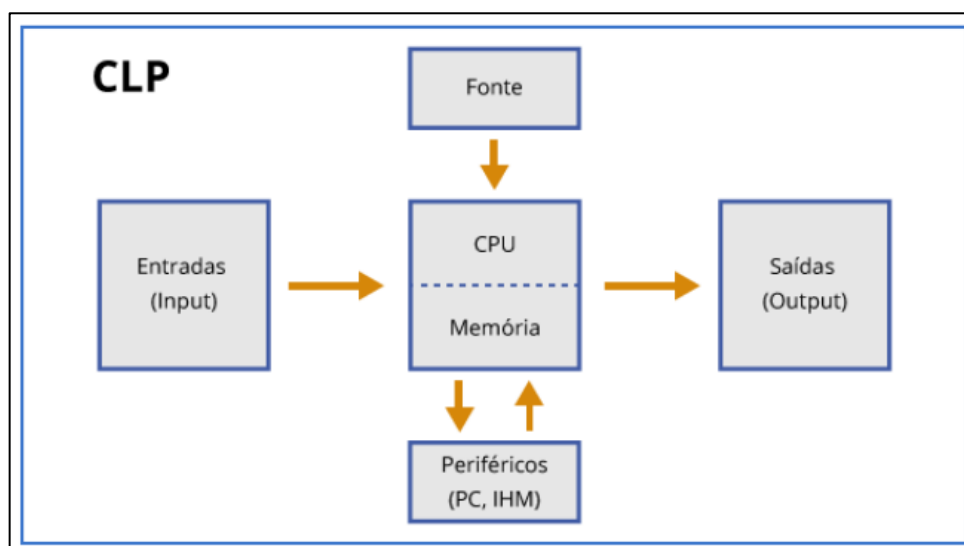 CLP
Fonte
Entradas
(Input)
CPU
Memória
Saídas
(Output)
Periféricos
(PC, IHM)